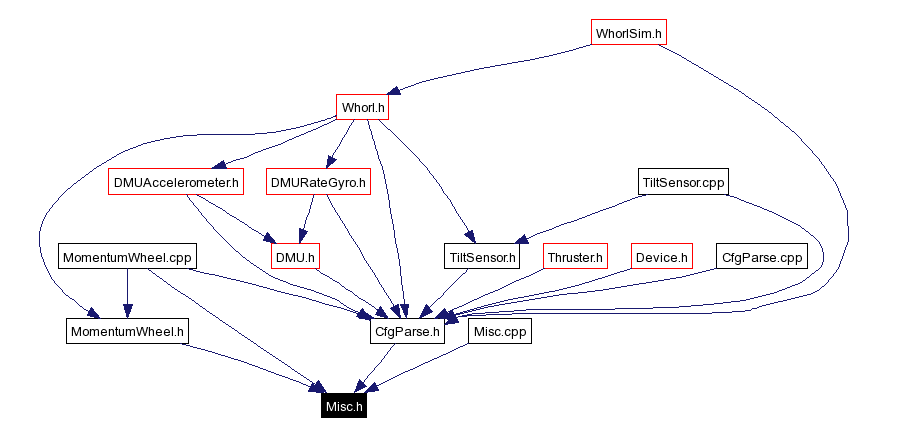 WhorlSim.h
Whorl.h
DMUAccelerometer.h
DMURateGyro.h
TiltSensor.cpp
MomentumWheel.cpp
DMU.h
TiltSensor.h
Thruster.h
Device.h
CfgParse.cpp
MomentumWheel.h
CfgParse.h
Misc.cpp
Misc.h